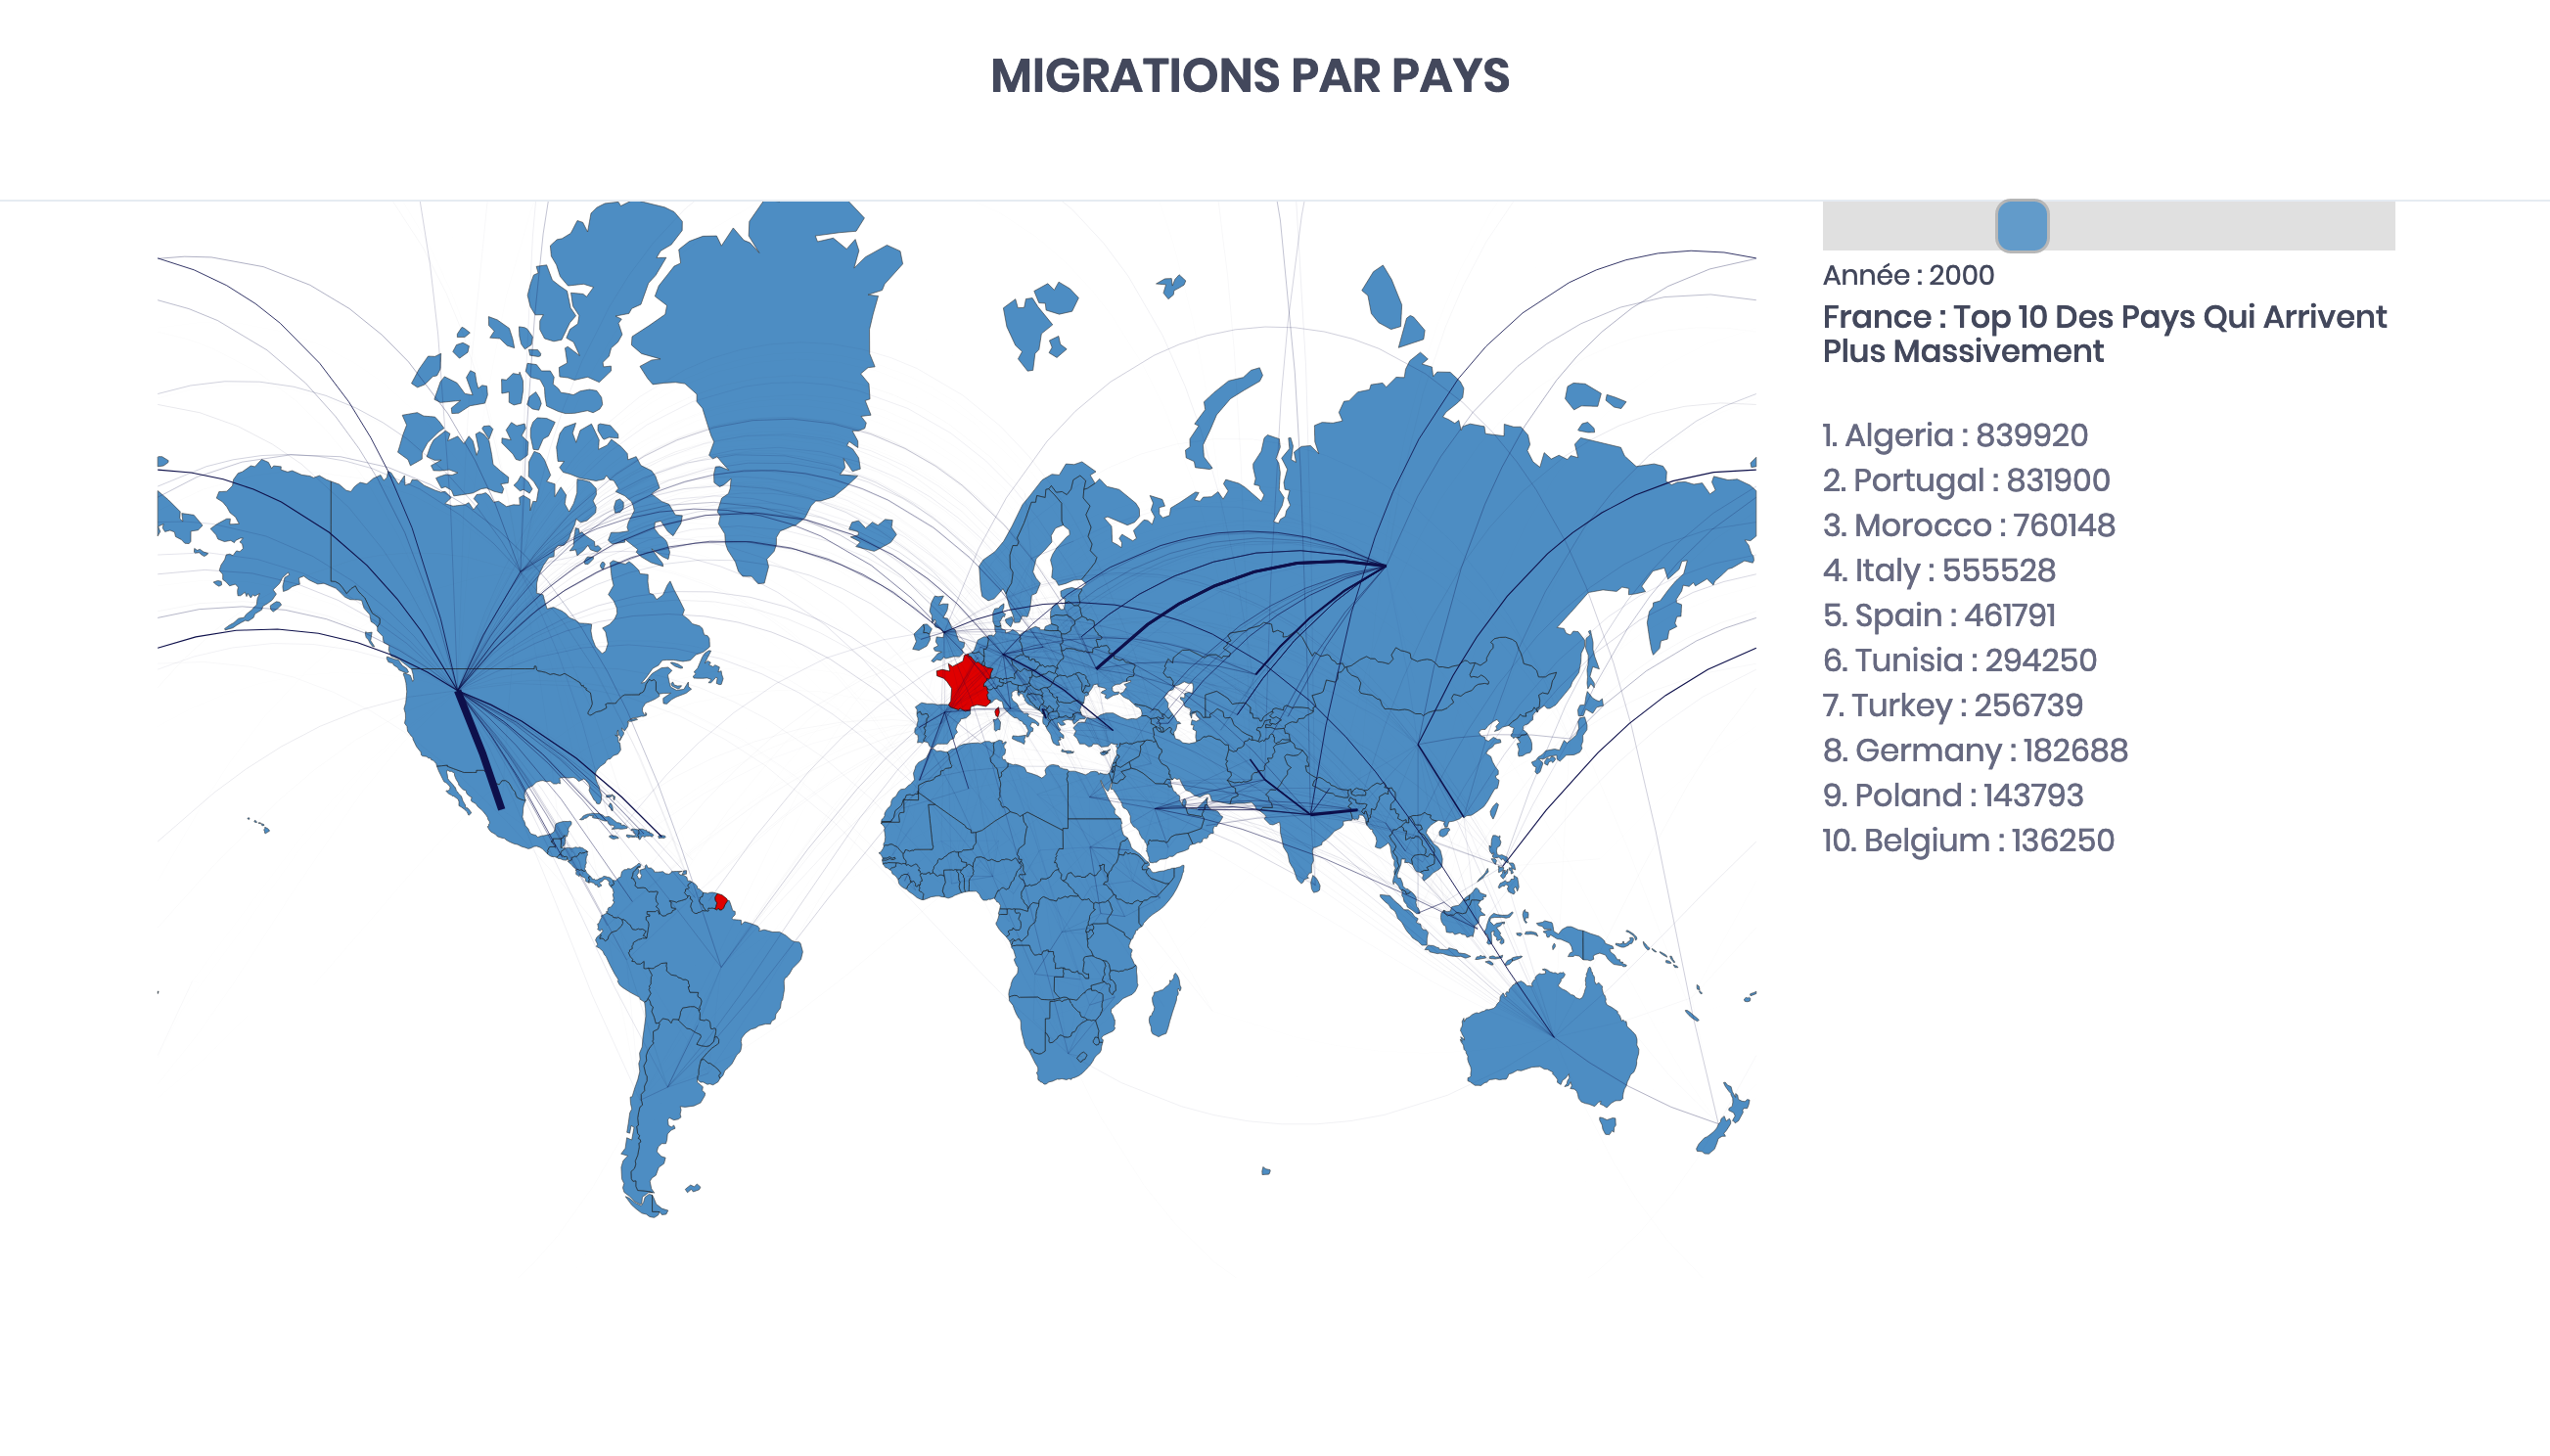 MIGRATIONS PAR PAYS
Année : 2000
France : Top 10 Des Pays Qui Arrivent
Plus Massivement
1. Algeria : 839920
2. Portugal : 831900
3. Morocco : 760148
4. Italy : 555528
5. Spain : 461791
6. Tunisia : 294250
7. Turkey : 256739
8. Germany : 182688
9. Poland : 143793
10. Belgium : 136250